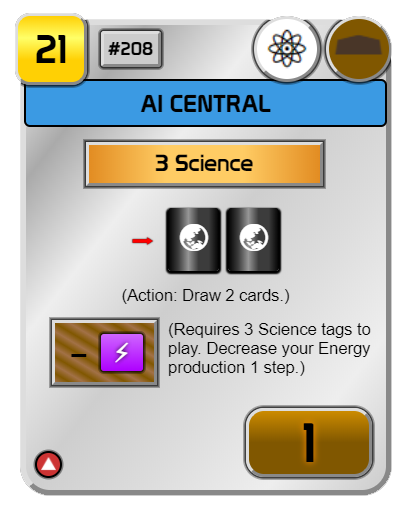 21
#208
AI CENTRAL
3 Science
(Action: Draw 2 cards.)
-
(Requires 3 Science tags to
play. Decrease your Energy
production 1 step.)
1